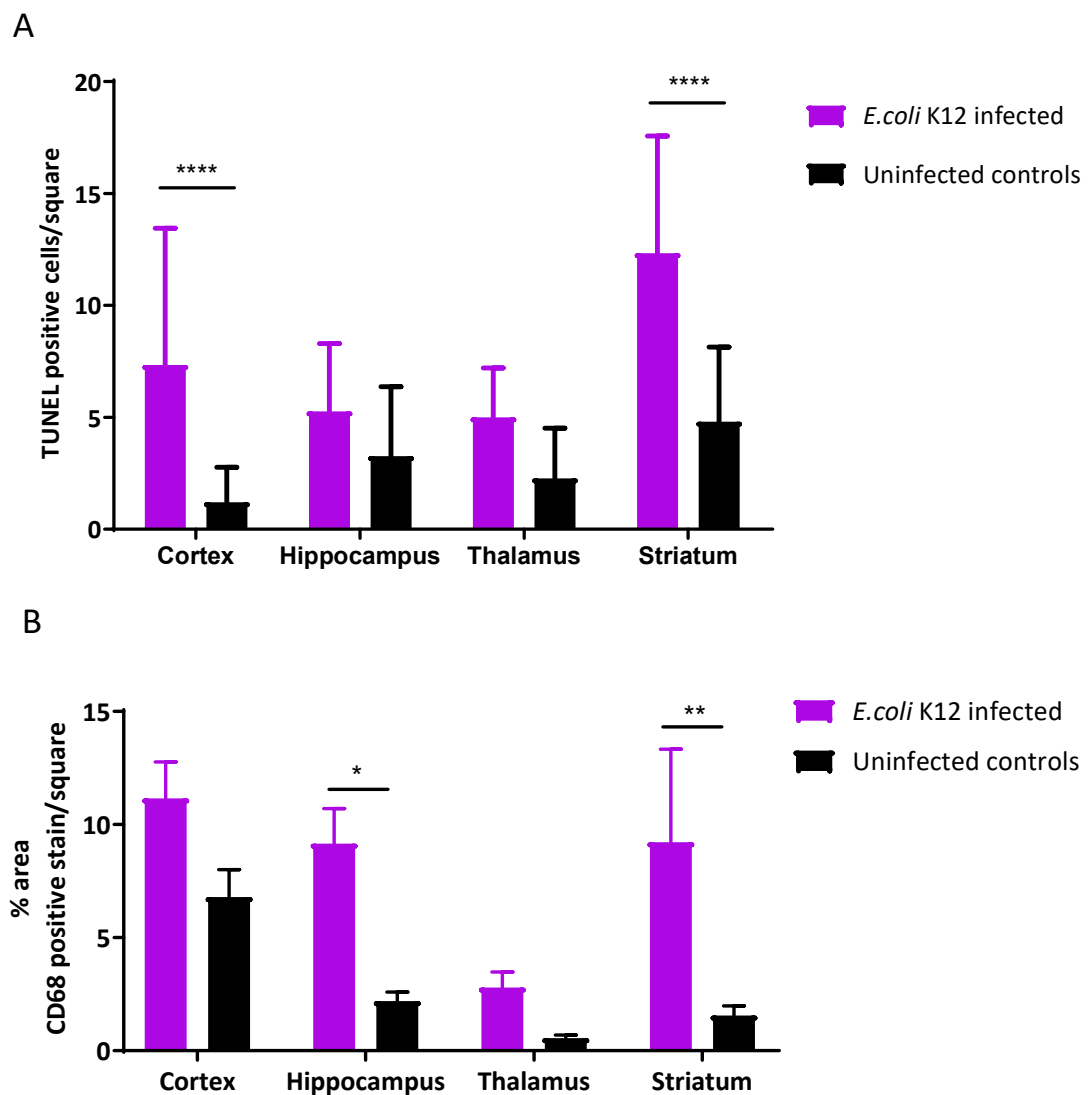 A
TUNEL positive cells/square
20
15
10
5
0
****
****
E.coli K12 infected
Uninfected controls
Cortex Hippocampus Thalamus Striatum
B
% area
CD68 positive stain/square
15
10
5
0
*
**
E.coli K12 infected
Uninfected controls
Cortex Hippocampus Thalamus Striatum